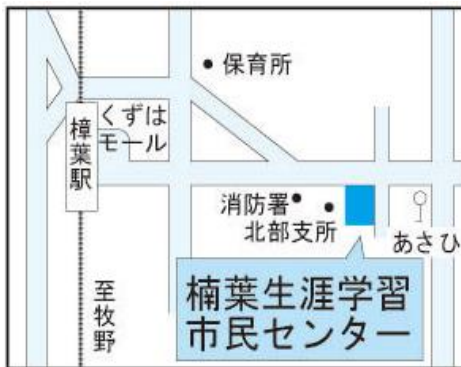 保育所
くずは
モール
樟葉駅
消防署
北部支所
あさひ
至牧野
楠葉生涯学習
市民センター